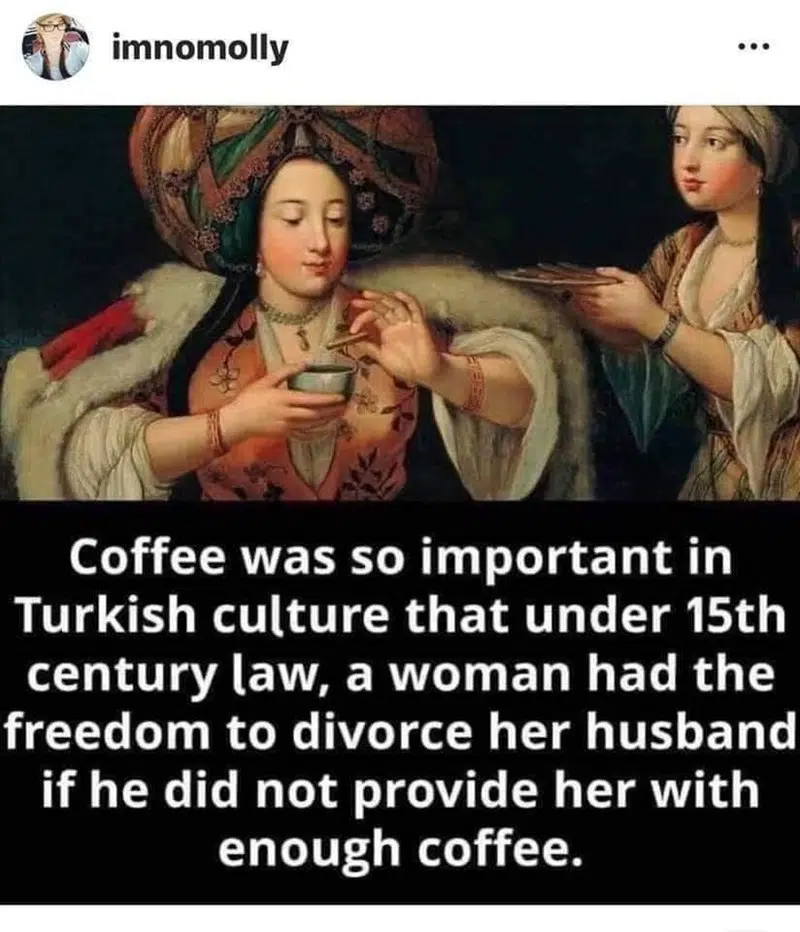 imnomolly
Coffee was so important in
Turkish culture that under 15th
century law, a woman had the
freedom to divorce her husband
if he did not provide her with
enough coffee.